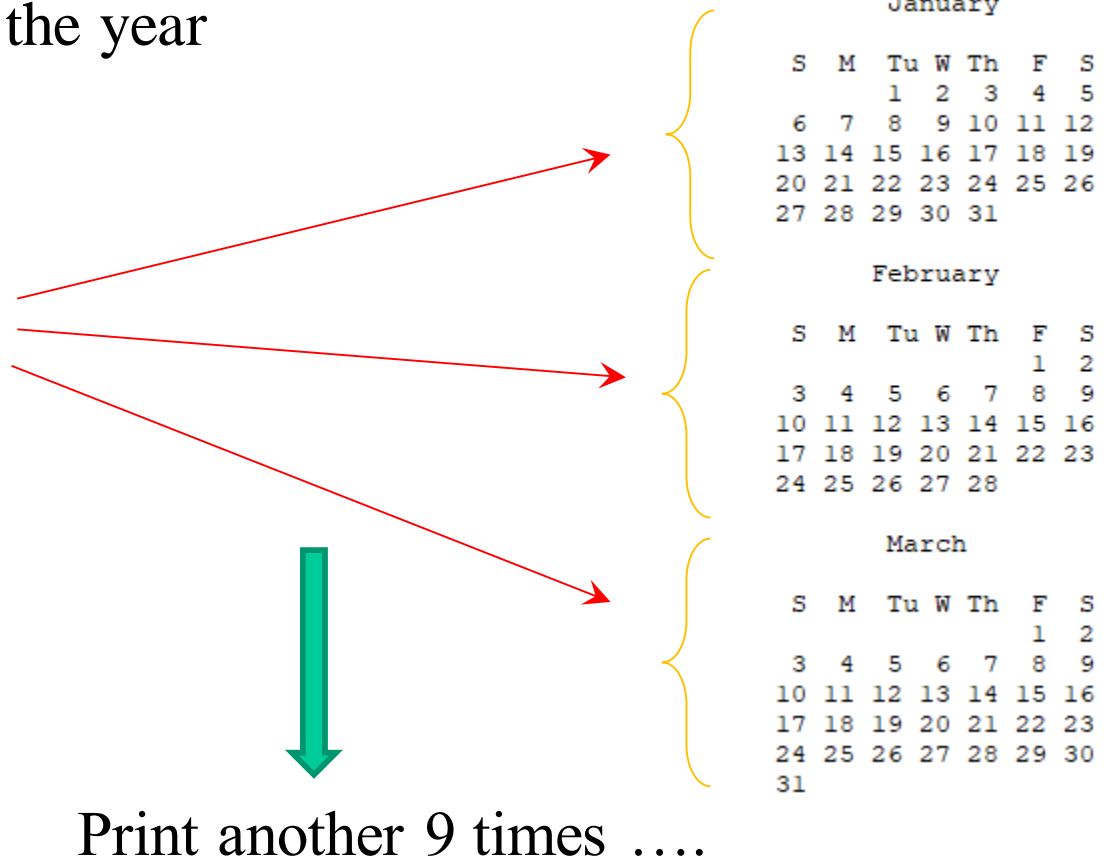 the year
January
S M Tu W Th F S
1 2 3 4 5
6 7 8 9 10 11 12
13 14 15 16 17 18 19
20 21 22 23 24 25 26
27 28 29 30 31
February
S M Tu W Th F S
1 2
3 4 5 6 7 8 9
10 11 12 13 14 15 16
17 18 19 20 21 22 23
24 25 26 27 28
March
S M Tu W Th F S
1 2
3 4 5 6 7 8 9
10 11 12 13 14 15 16
17 18 19 20 21 22 23
24 25 26 27 28 29 30
31
Print another 9 times ….